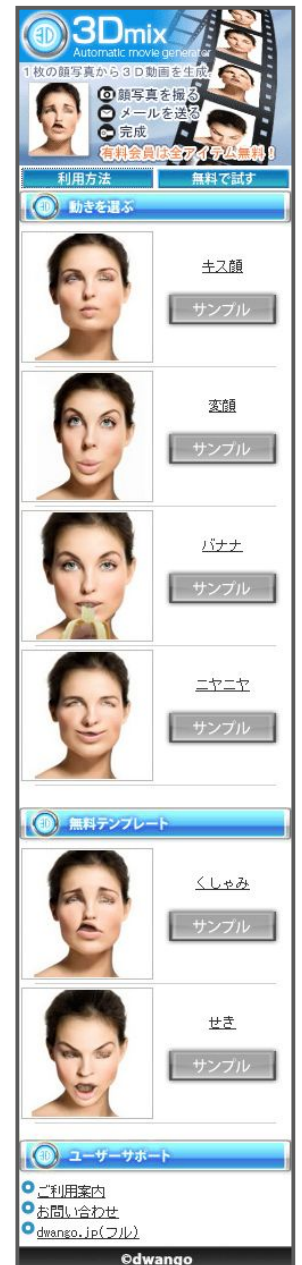 3D
3Dmix
Automatic movie generator
1枚の顔写真から3D動画を生成
顔写真を撮る
メールを送る
完成
有料会員は全アイテム無料!
利用方法
無料で試す
3D 動きを選ぶ
キス顔
サンプル
変顔
サンプル
バナナ
サンプル
ニヤニヤ
サンプル
3D 無料テンプレート
くしゃみ
サンプル
せき
サンプル
3D ユーザーサポート
ご利用案内
お問い合わせ
dwango.jp(フル)
©dwango